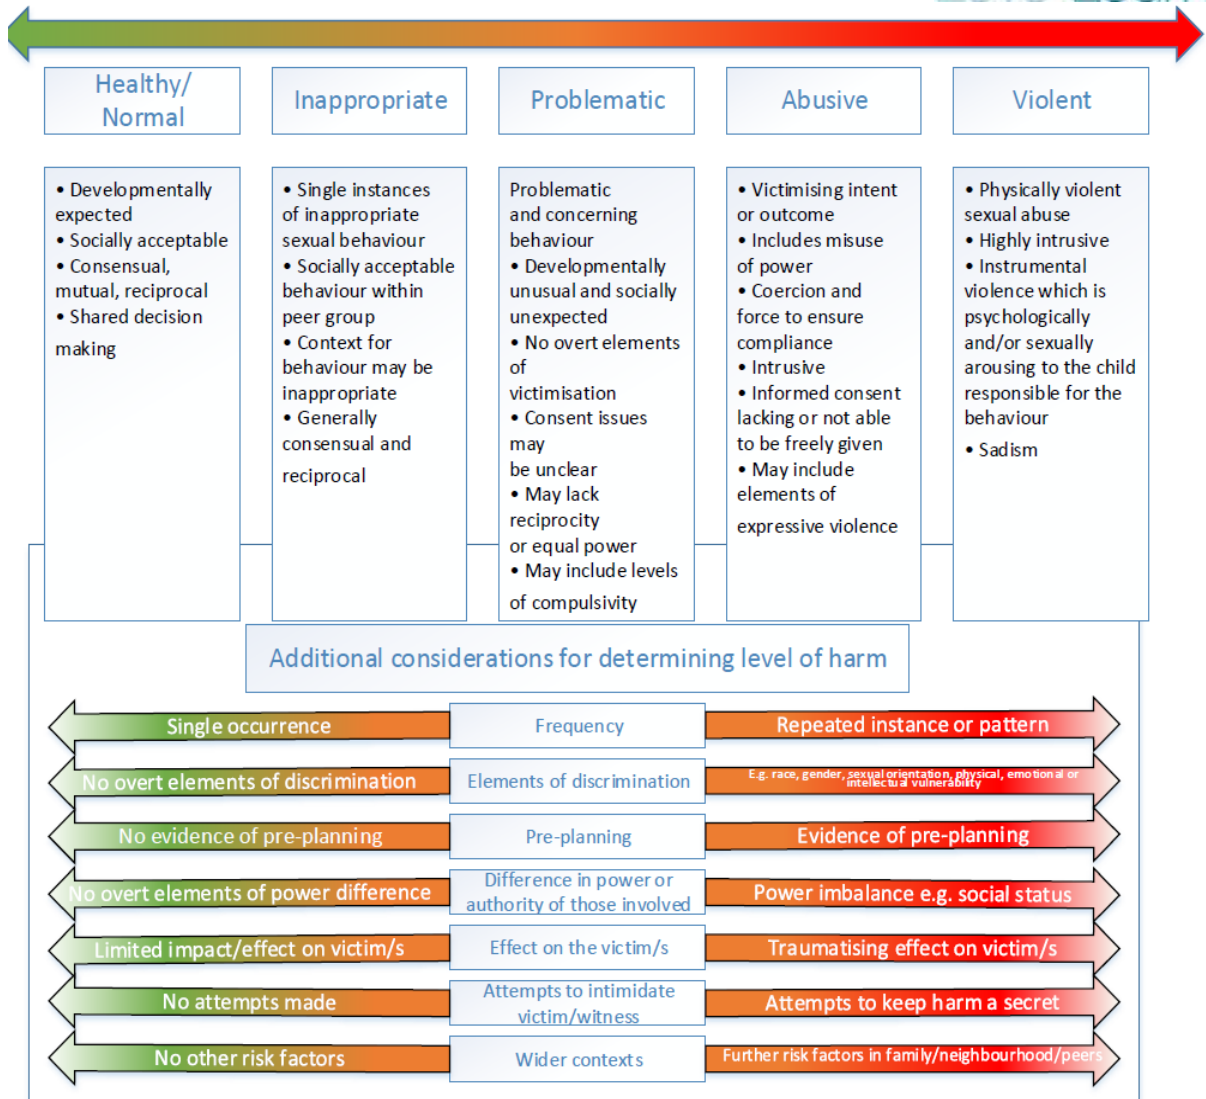 Healthy/
Normal
Inappropriate
Problematic
Abusive
Violent
• Developmentally
expected
• Socially acceptable
• Consensual,
mutual, reciprocal
• Shared decision
making
• Single instances
of inappropriate
sexual behaviour
• Socially acceptable
behaviour within
peer group
• Context for
behaviour may be
inappropriate
• Generally
consensual and
reciprocal
Problematic
and concerning
behaviour
• Developmentally
unusual and socially
unexpected
• No overt elements
of
victimisation
• Consent issues
may
be unclear
• May lack
reciprocity
or equal power
• May include levels
of compulsivity
• Victimising intent
or outcome
• Includes misuse
of power
• Coercion and
force to ensure
compliance
• Intrusive
• Informed consent
lacking or not able
to be freely given
• May include
elements of
expressive violence
• Physically violent
sexual abuse
• Highly intrusive
• Instrumental
violence which is
psychologically
and/or sexually
arousing to the child
responsible for the
behaviour
• Sadism
Additional considerations for determining level of harm
Single occurrence
Frequency
Repeated instance or pattern
No overt elements of discrimination
Elements of discrimination
E.g. race, gender, sexual orientation, physical, emotional or
intellectual vulnerability
No evidence of pre-planning
Pre-planning
Evidence of pre-planning
No overt elements of power difference
Difference in power or
authority of those involved
Power imbalance e.g. social status
Limited impact/effect on victim/s
Effect on the victim/s
Traumatising effect on victim/s
No attempts made
Attempts to intimidate
victim/witness
Attempts to keep harm a secret
No other risk factors
Wider contexts
Further risk factors in family/neighbourhood/peers